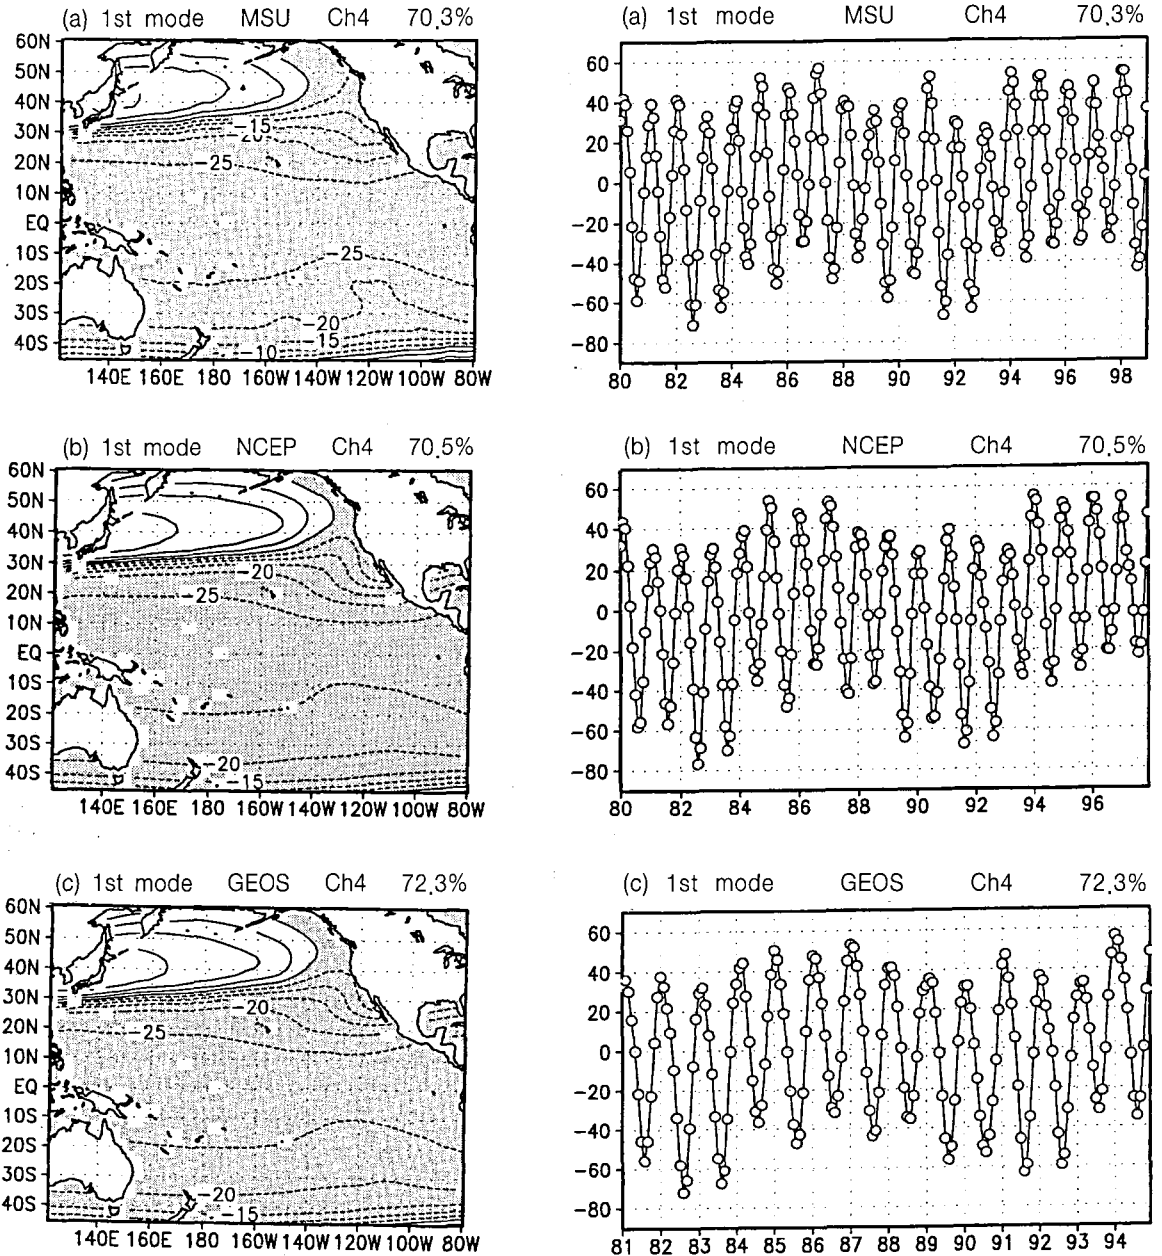 (a) 1st mode MSU Ch4 70.3%
60N
50N
40N
30N
20N
10N
EQ
10S
20S
30S
40S
-15
-25
-25
-20
-15
-10
140E 160E 180 160W 140W 120W 100W 80W
(a) 1st mode MSU Ch4 70.3%
60
40
20
0
-20
-40
-60
-80
80 82 84 86 88 90 92 94 96 98
(b) 1st mode NCEP Ch4 70.5%
60N
50N
40N
30N
20N
10N
EQ
10S
20S
30S
40S
-20
-25
-20
-15
140E 160E 180 160W 140W 120W 100W 80W
(b) 1st mode NCEP Ch4 70.5%
60
40
20
0
-20
-40
-60
-80
80 82 84 86 88 90 92 94 96
(c) 1st mode GEOS Ch4 72.3%
60N
50N
40N
30N
20N
10N
EQ
10S
20S
30S
40S
-20
-25
-20
-15
140E 160E 180 160W 140W 120W 100W 80W
(c) 1st mode GEOS Ch4 72.3%
60
40
20
0
-20
-40
-60
-80
81 82 83 84 85 86 87 88 89 90 91 92 93 94